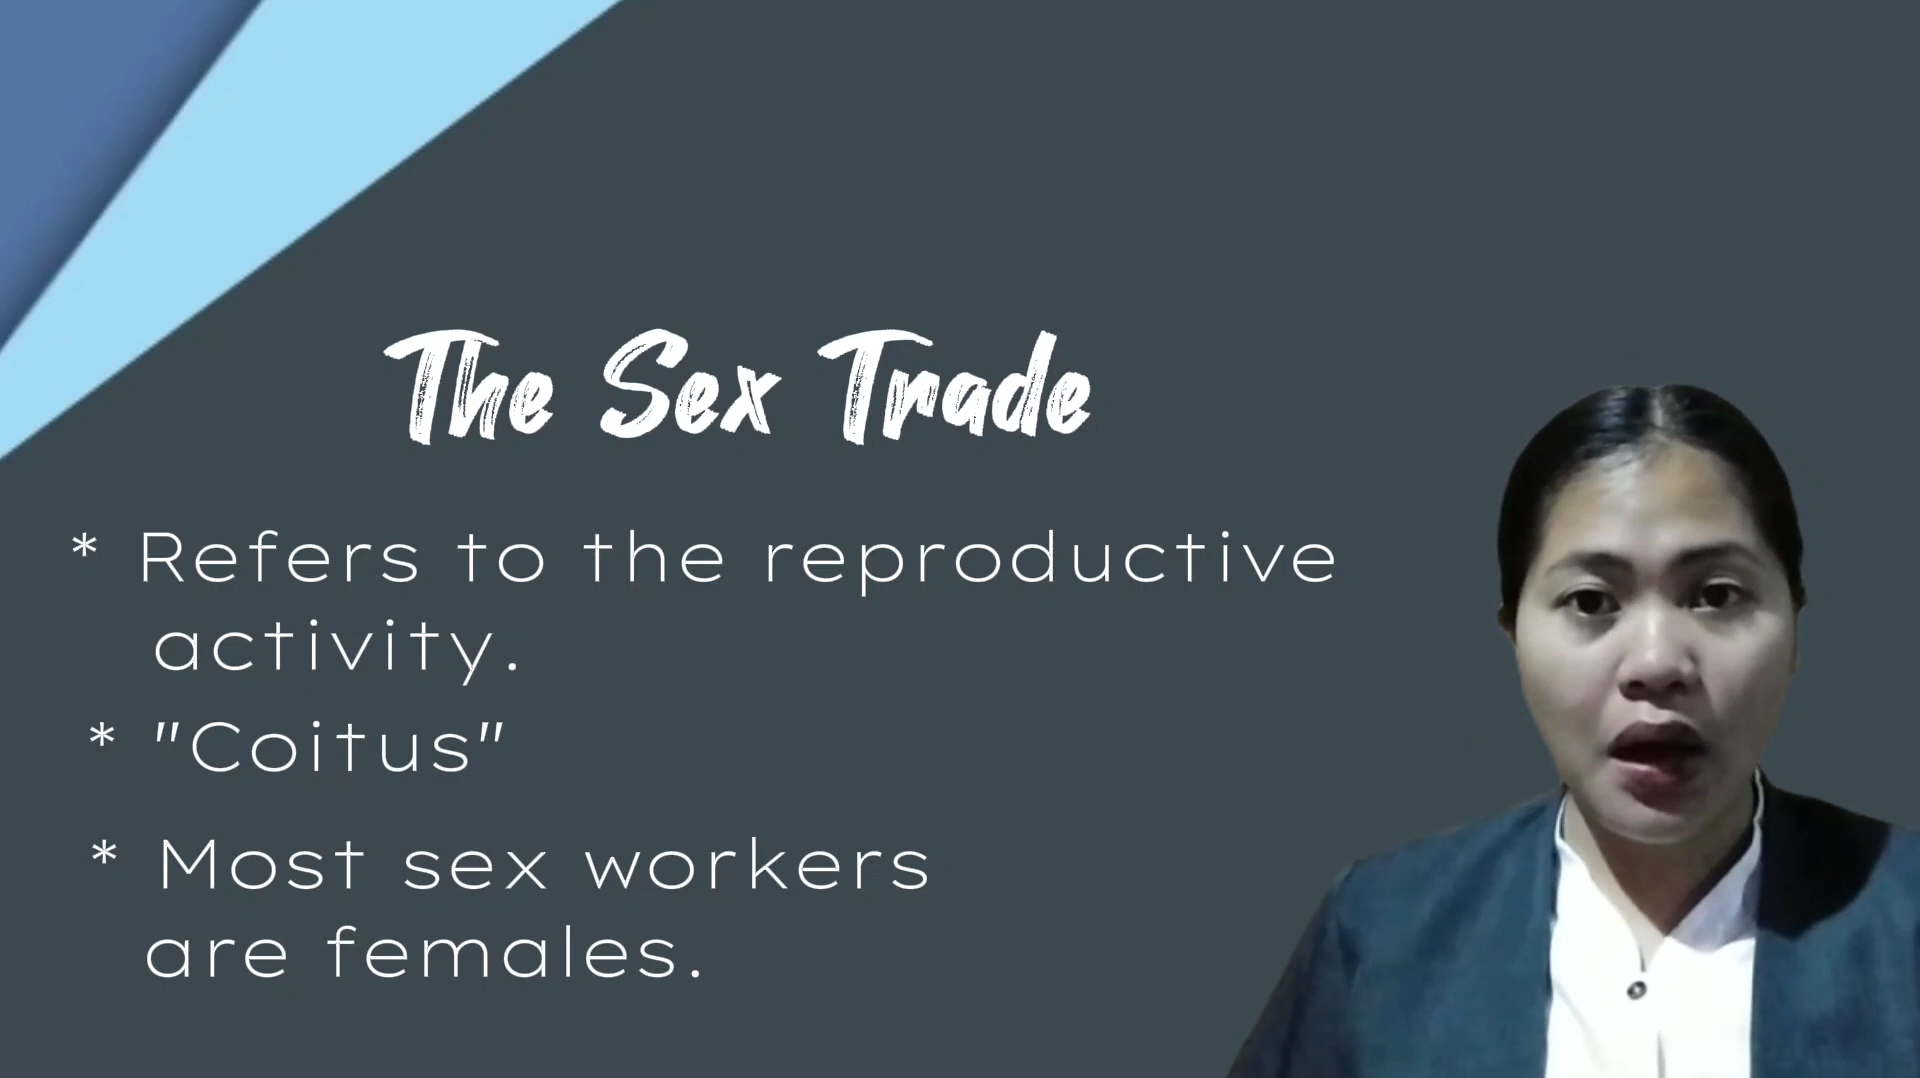 The Sex Trade
* Refers to the reproductive
activity.
* "Coitus"
* Most sex workers
are females.